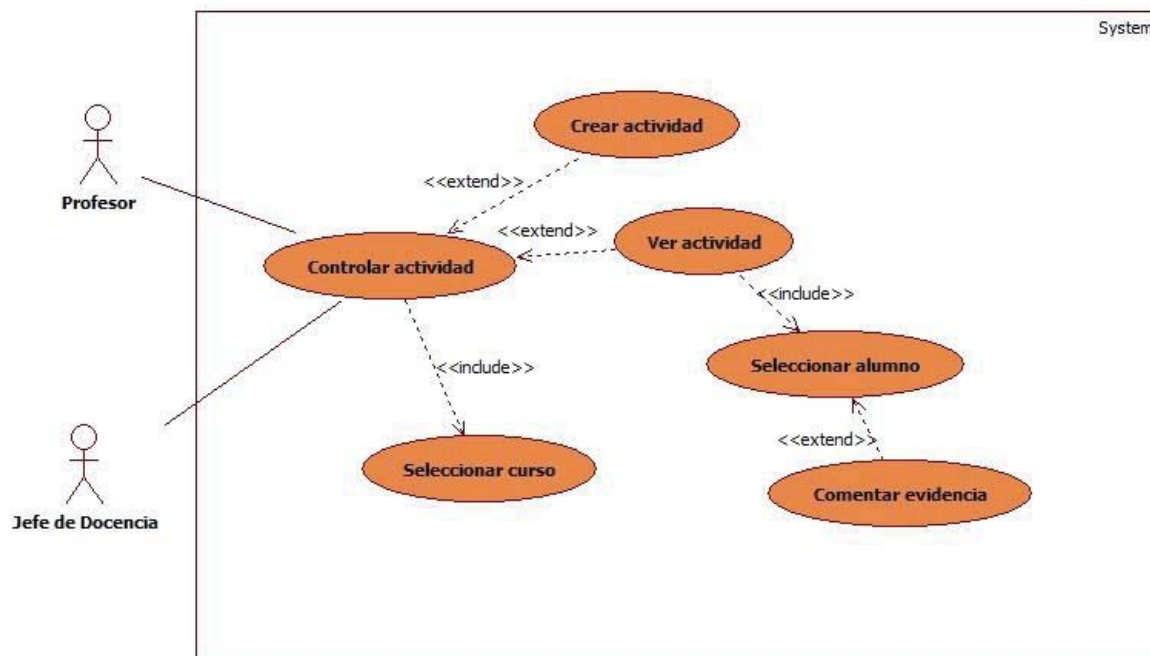 System
Crear actividad
<<extend>>
Profesor
<<extend>>
Ver actividad
Controlar actividad
<<include>>
<<include>>
Seleccionar alumno
<<extend>>
Seleccionar curso
Comentar evidencia
Jefe de Docencia